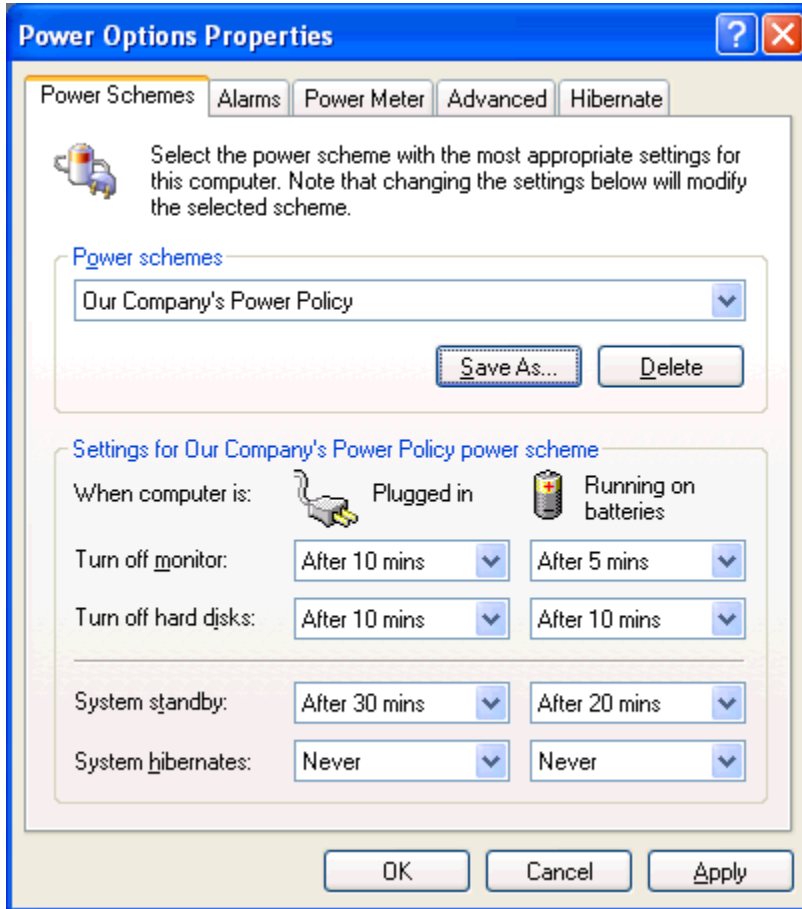 Power Options Properties
Power Schemes Alarms Power Meter Advanced Hibernate
Select the power scheme with the most appropriate settings for
this computer. Note that changing the settings below will modify
the selected scheme.
Power schemes
Our Company's Power Policy
Save As... Delete
Settings for Our Company's Power Policy power scheme
When computer is: Plugged in Running on
batteries
Turn off monitor: After 10 mins After 5 mins
Turn off hard disks: After 10 mins After 10 mins
System standby: After 30 mins After 20 mins
System hibernates: Never Never
OK Cancel Apply